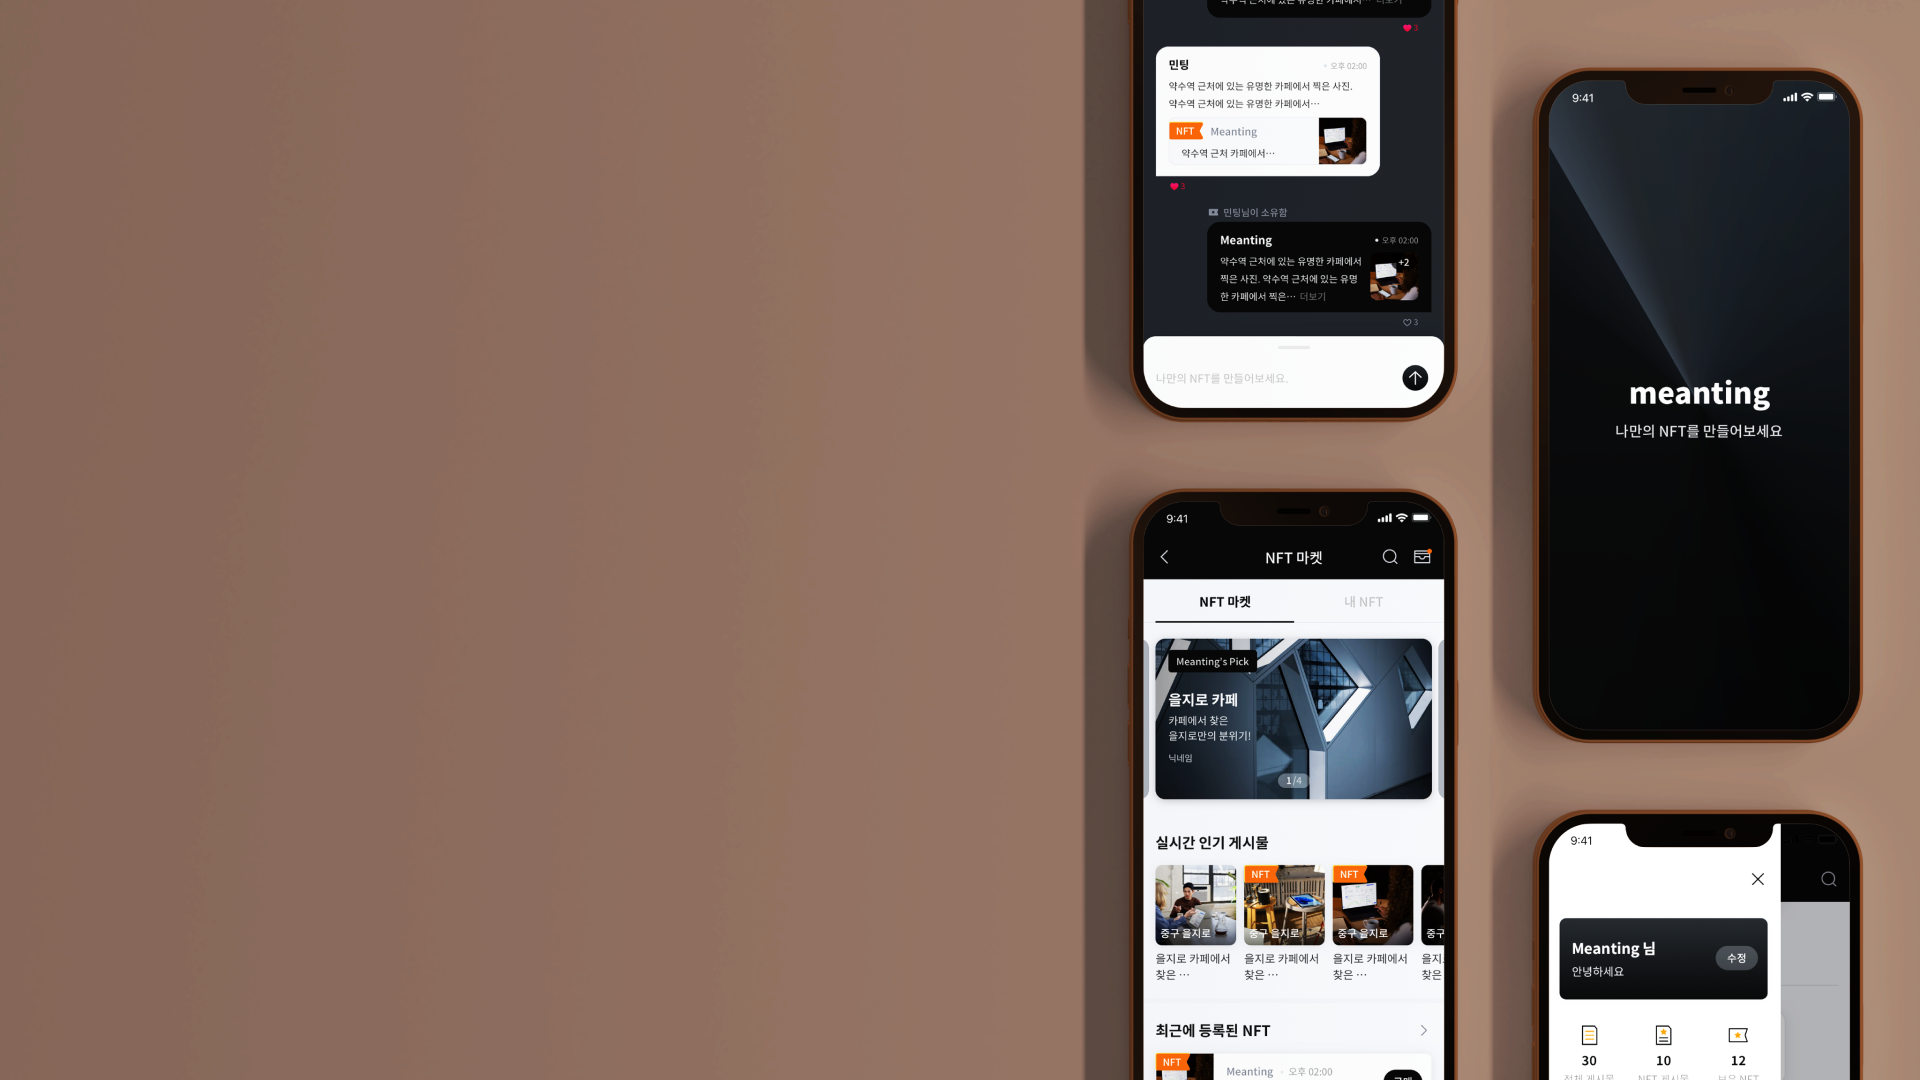 더보기
3
민팅
오후 02:00
약수역 근처에 있는 유명한 카페에서 찍은 사진.
약수역 근처에 있는 유명한 카페에서⋯
NFT Meanting
약수역 근처 카페에서⋯
3
민팅님이 소유함
Meanting
오후 02:00
약수역 근처에 있는 유명한 카페에서
찍은 사진. 약수역 근처에 있는 유명
한 카페에서 찍은⋯ 더보기
+2
3
나만의 NFT를 만들어보세요.
9:41
NFT 마켓
NFT 마켓
내 NFT
Meanting's Pick
을지로 카페
카페에서 찾은
을지로만의 분위기!
닉네임
1/4
실시간 인기 게시물
중구 을지로
을지로 카페에서
찾은 ⋯
NFT
중구 을지로
을지로 카페에서
찾은 ⋯
NFT
중구 을지로
을지로 카페에서
찾은 ⋯
중구
을지
찾은
최근에 등록된 NFT
NFT
Meanting
오후 02:00
9:41
meanting
나만의 NFT를 만들어보세요
9:41
Meanting 님
안녕하세요
수정
30
10
12